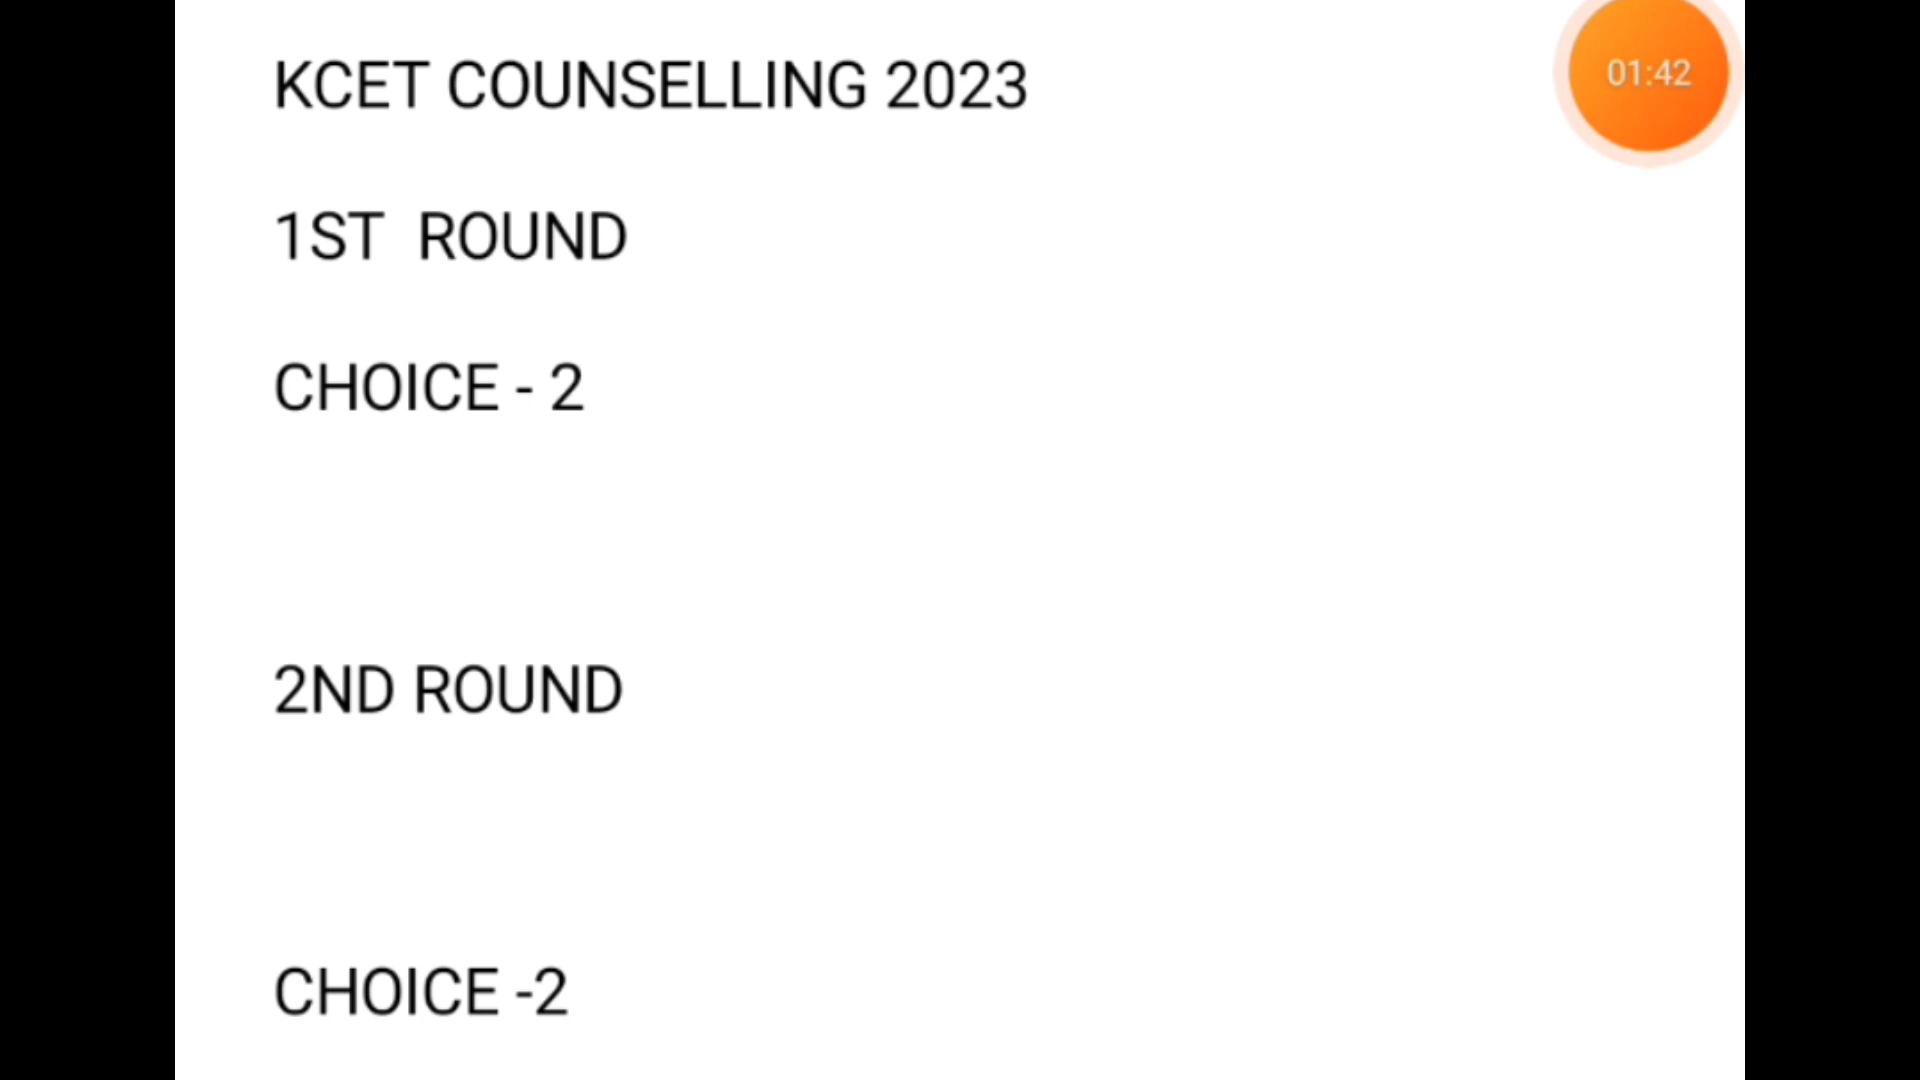 KCET COUNSELLING 2023
01:42
1ST  ROUND
CHOICE - 2
2ND ROUND
CHOICE -2